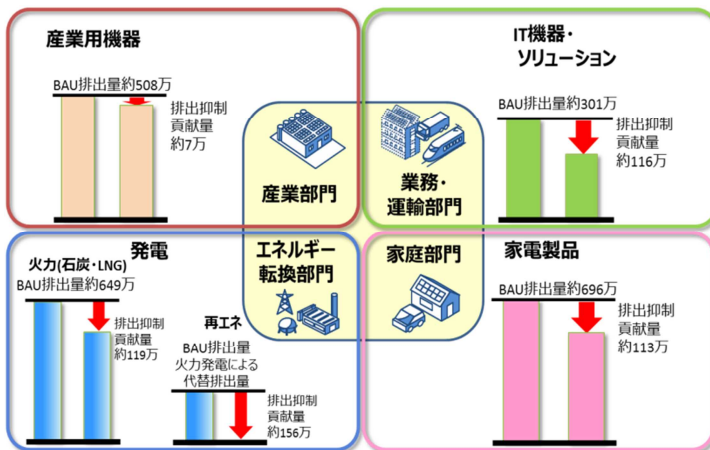 産業用機器
BAU排出量約508万
排出抑制
貢献量
約7万
産業部門
IT機器・
ソリューション
BAU排出量約301万
排出抑制
貢献量
約116万
業務・
運輸部門
発電
火力(石炭・LNG)
BAU排出量約649万
排出抑制
貢献量
約119万
再エネ
BAU排出量
火力発電による
代替排出量
排出抑制
貢献量
約156万
エネルギー
転換部門
家庭部門
家電製品
BAU排出量約696万
排出抑制
貢献量
約113万